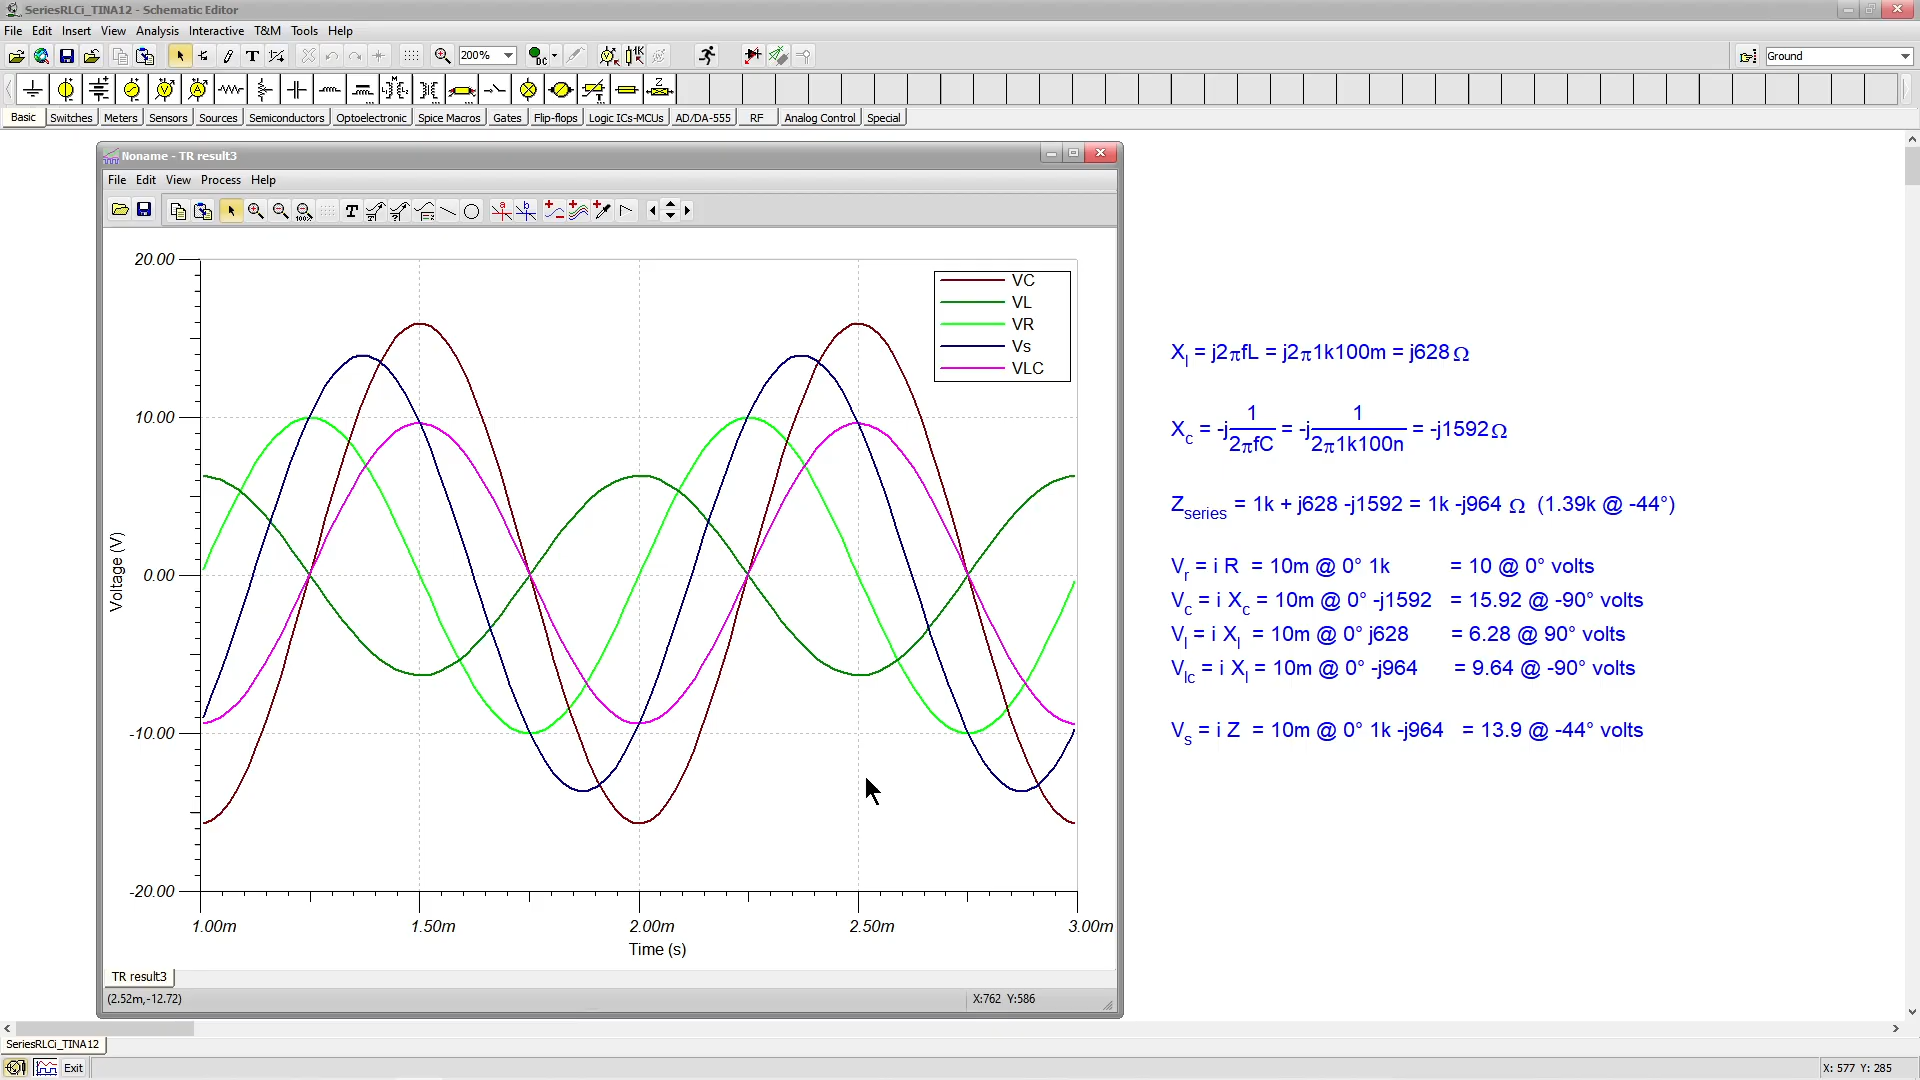 SeriesRLCi_TINA12 - Schematic Editor
File Edit Insert View Analysis Interactive T&M Tools Help
200% DC 1K Ground
Basic Switches Meters Sensors Sources Semiconductors Optoelectronic Spice Macros Gates Flip-flops Logic ICs-MCUs AD/DA-555 RF Analog Control Special
Noname - TR result3
File Edit View Process Help
20.00
10.00
0.00
-10.00
-20.00
Voltage (V)
VC
VL
VR
Vs
VLC
1.00m 1.50m 2.00m 2.50m 3.00m
Time (s)
TR result3
(2.52m,-12.72) X:762 Y:586
Xl = j2πfL = j2π1k100m = j628Ω
Xc = -j 1/2πfC = -j 1/2π1k100n = -j1592Ω
Zseries = 1k + j628 -j1592 = 1k -j964 Ω (1.39k @ -44°)
Vr = i R = 10m @ 0° 1k = 10 @ 0° volts
Vc = i Xc = 10m @ 0° -j1592 = 15.92 @ -90° volts
Vl = i Xl = 10m @ 0° j628 = 6.28 @ 90° volts
Vlc = i Xl = 10m @ 0° -j964 = 9.64 @ -90° volts
Vs = i Z = 10m @ 0° 1k -j964 = 13.9 @ -44° volts
SeriesRLCi_TINA12
Exit
X: 577 Y: 285